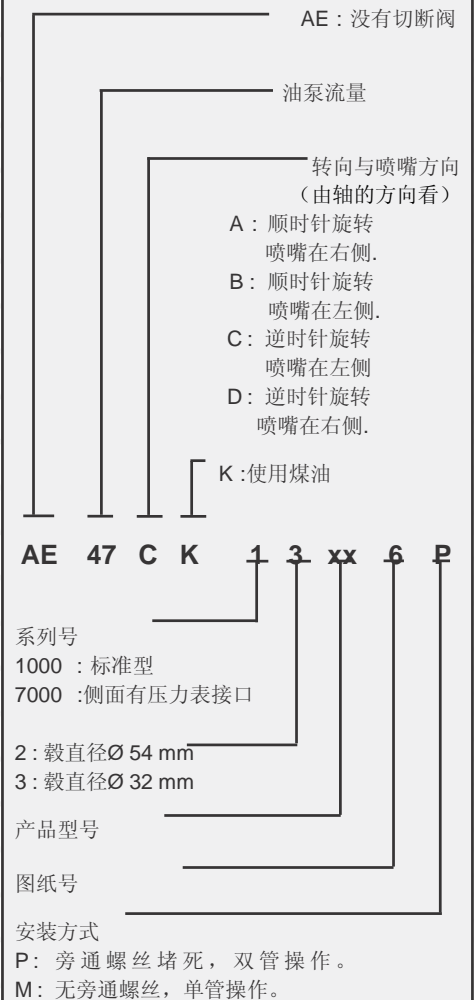 AE : 没有切断阀
油泵流量
转向与喷嘴方向
（由轴的方向看）
A : 顺时针旋转
喷嘴在右侧.
B : 顺时针旋转
喷嘴在左侧.
C : 逆时针旋转
喷嘴在左侧
D : 逆时针旋转
喷嘴在右侧.
K :使用煤油
AE 47 C K 1 3 xx 6 P
系列号
1000 : 标准型
7000 :侧面有压力表接口
2 : 毂直径Ø 54 mm
3 : 毂直径Ø 32 mm
产品型号
图纸号
安装方式
P : 旁通螺丝堵死，双管操作。
M : 无旁通螺丝，单管操作。